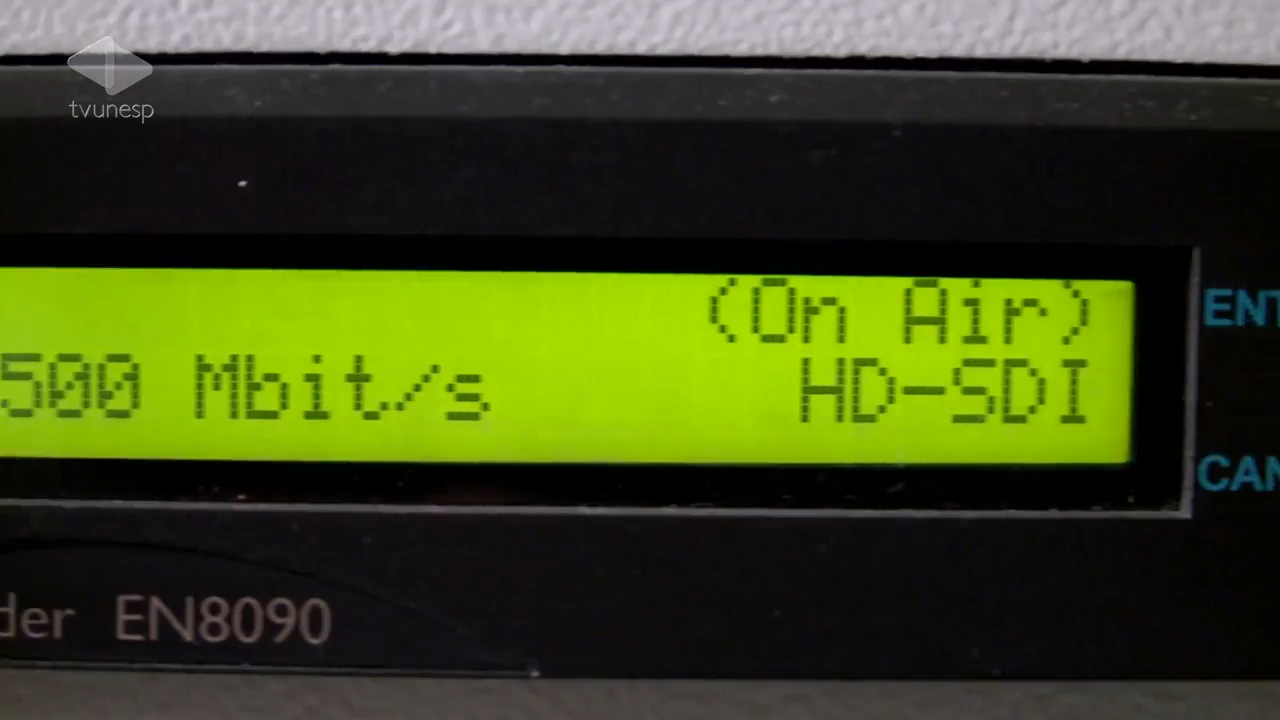 tvunesp
(On Air)
500 Mbit/s HD-SDI
ENT
CAN
der EN8090